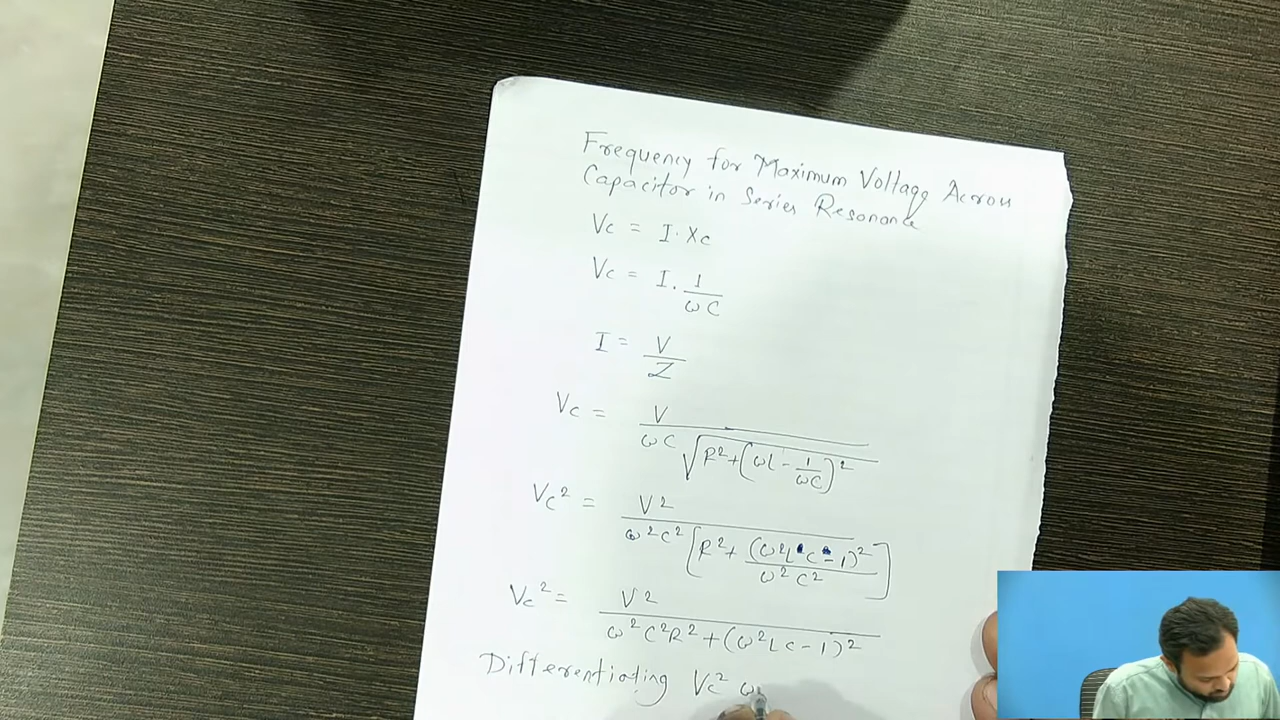 Frequency for Maximum Voltage Across
Capacitor in Series Resonance
Vc = I. Xc
Vc = I. 1/ωC
I = V/Z
Vc = V/(ωC √(R²+(ωL - 1/ωC)²))
Vc² = V²/(ω²C² [R² + (ω²LC-1)²/(ω²C²)])
Vc² = V²/(ω²C²R² + (ω²LC-1)²)
Differentiating Vc²